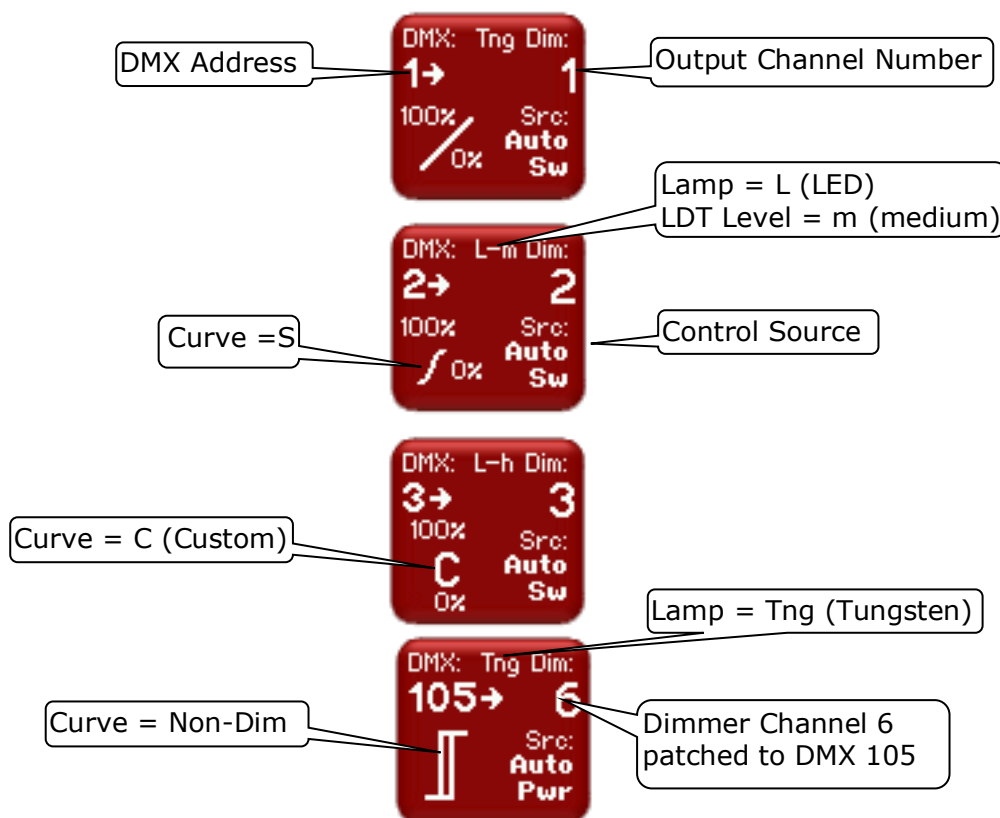 DMX Address
DMX: Tng Dim:
1→ 1
100% Src:
Auto
0% Sw
Output Channel Number
Lamp = L (LED)
LDT Level = m (medium)
DMX: L-m Dim:
2→ 2
100% Src:
Auto
0% Sw
Curve =S
Control Source
DMX: L-h Dim:
3→ 3
100% Src:
C Auto
0% Sw
Curve = C (Custom)
Lamp = Tng (Tungsten)
DMX: Tng Dim:
105→ 6
Src:
Auto
Pwr
Curve = Non-Dim
Dimmer Channel 6
patched to DMX 105